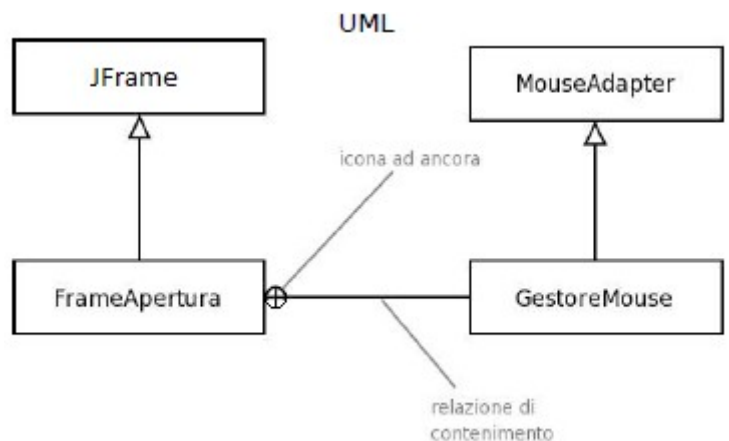 UML
JFrame
MouseAdapter
icona ad ancora
FrameApertura
GestoreMouse
relazione di
contenimento